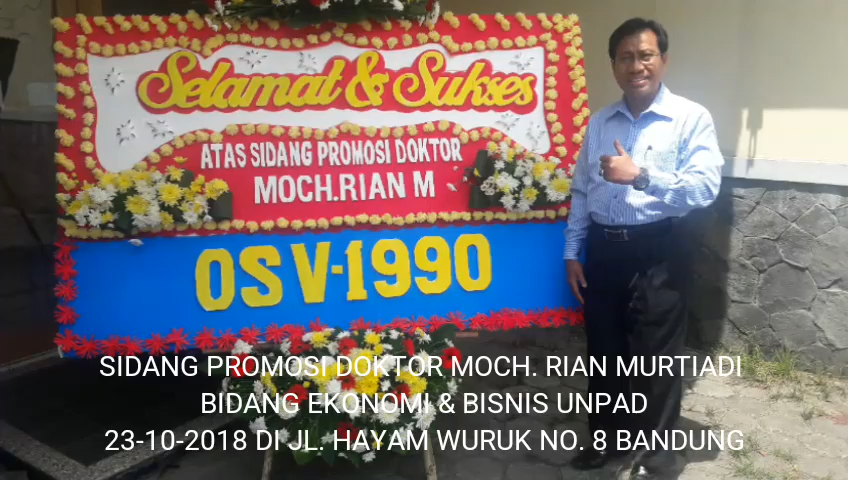 Selamat & Sukses
ATAS SIDANG PROMOSI DOKTOR
MOCH.RIAN M
OSV-1990
SIDANG PROMOSI DOKTOR MOCH. RIAN MURTIADI
BIDANG EKONOMI & BISNIS UNPAD
23-10-2018 DI JL. HAYAM WURUK NO. 8 BANDUNG